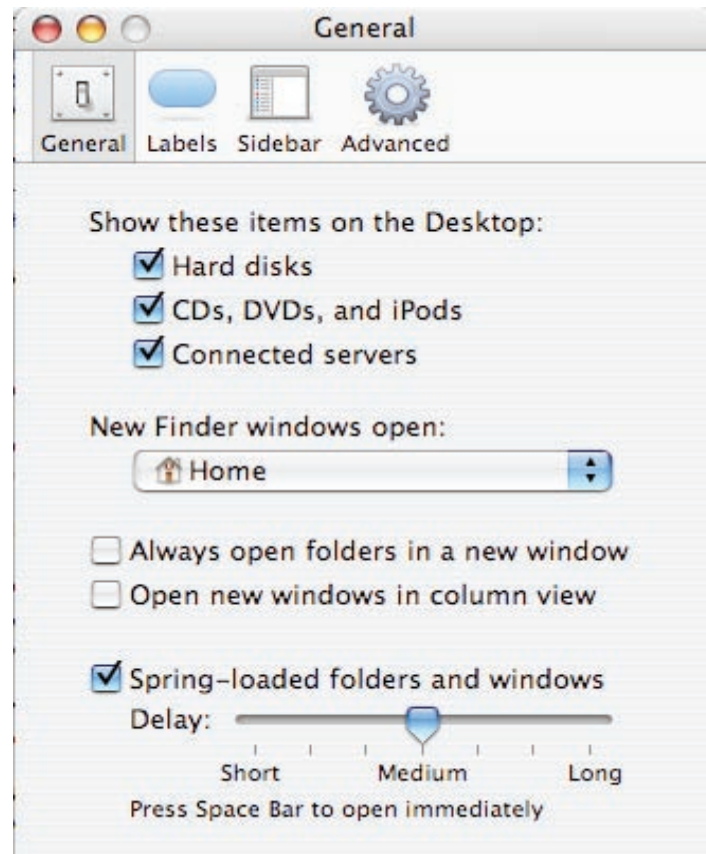 General
General Labels Sidebar Advanced
Show these items on the Desktop:
Hard disks
CDs, DVDs, and iPods
Connected servers
New Finder windows open:
Home
Always open folders in a new window
Open new windows in column view
Spring-loaded folders and windows
Delay:
Short Medium Long
Press Space Bar to open immediately